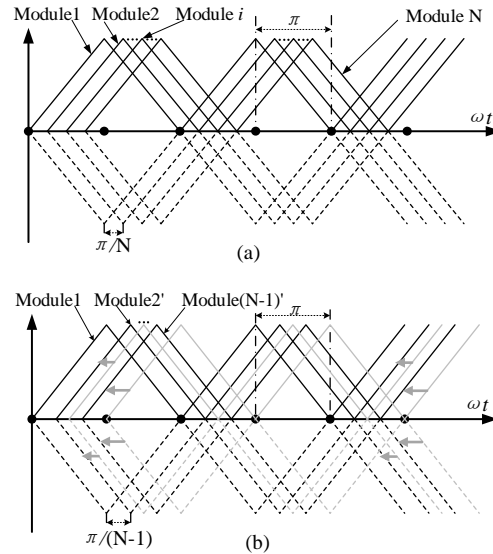 Module1 Module2 Module i Module N
π
ωt
π/N
(a)
Module1 Module2' Module(N-1)'
π
ωt
π/(N-1)
(b)